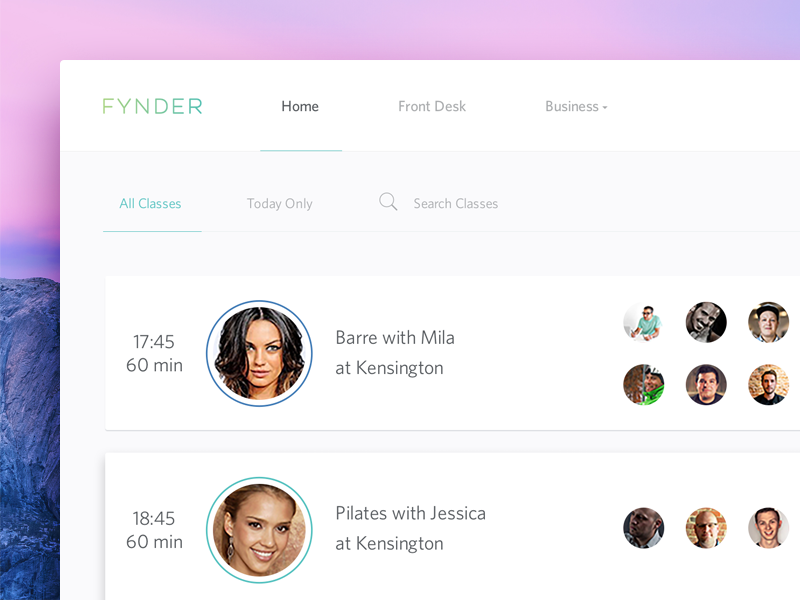 FYNDER
Home
Front Desk
Business
All Classes
Today Only
Search Classes
17:45
60 min
Barre with Mila
at Kensington
18:45
60 min
Pilates with Jessica
at Kensington